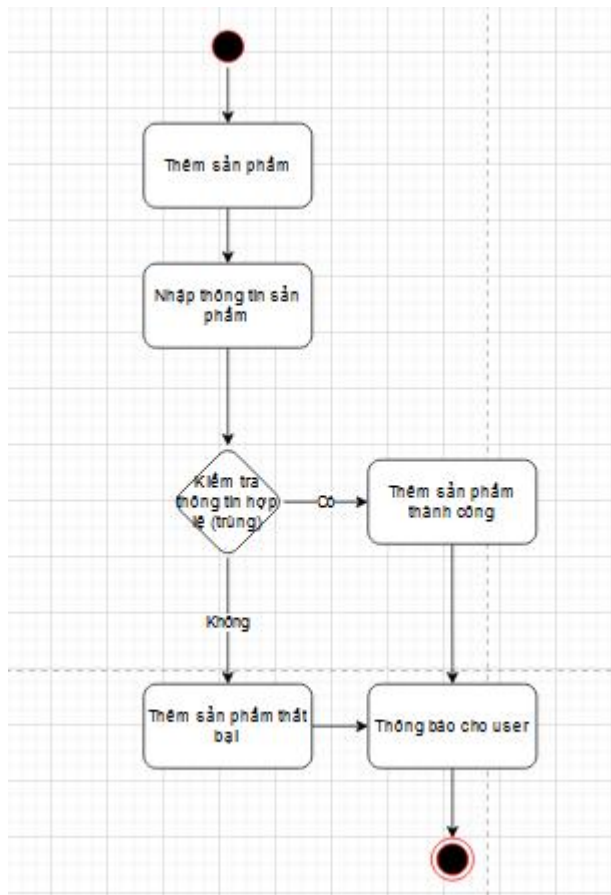 Thêm sản phẩm
Nhập thông tin sản
phẩm
Kiểm tra
thông tin hợp
lệ (trùng)
Có
Thêm sản phẩm
thành công
Không
Thêm sản phẩm thất
bại
Thông báo cho user